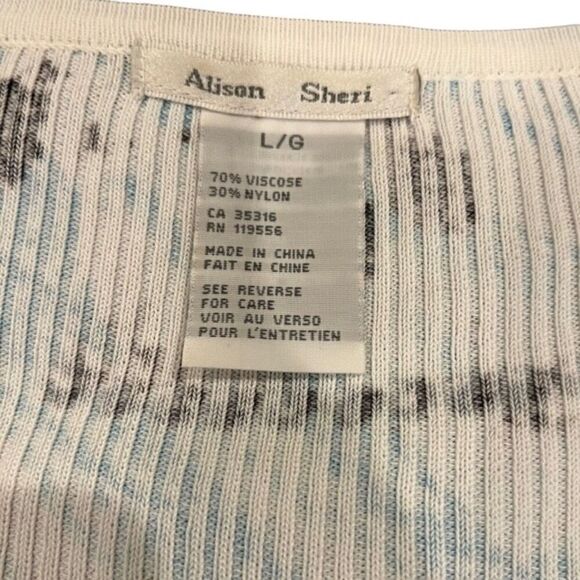 Alison Sheri
L/G
70% VISCOSE
30% NYLON
CA 35316
RN 119556
MADE IN CHINA
FAIT EN CHINE
SEE REVERSE
FOR CARE
VOIR AU VERSO
POUR L'ENTRETIEN